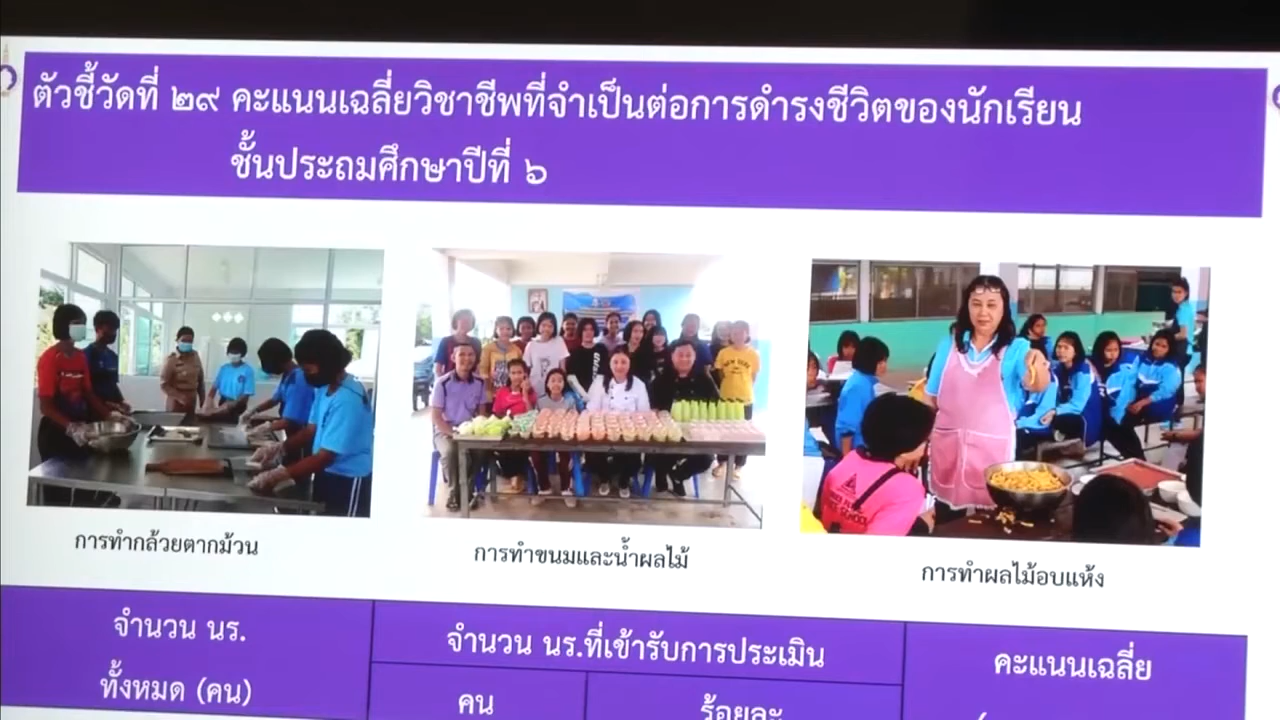 ตัวชี้วัดที่ ๒๙ คะแนนเฉลี่ยวิชาชีพที่จำเป็นต่อการดำรงชีวิตของนักเรียน
ชั้นประถมศึกษาปีที่ ๖
การทำกล้วยตากม้วน
การทำขนมและน้ำผลไม้
การทำผลไม้อบแห้ง
จำนวน นร.
ทั้งหมด (คน)
จำนวน นร.ที่เข้ารับการประเมิน
คน
ร้อยละ
คะแนนเฉลี่ย